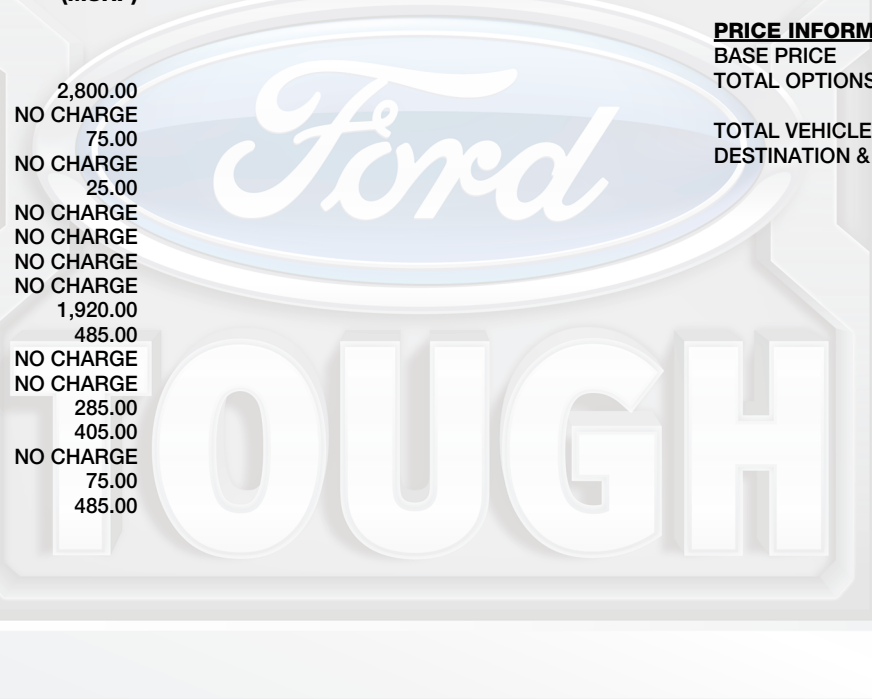 PRICE INFORM
BASE PRICE
TOTAL OPTIONS
TOTAL VEHICLE
DESTINATION &
2,800.00
NO CHARGE
75.00
NO CHARGE
25.00
NO CHARGE
NO CHARGE
NO CHARGE
NO CHARGE
1,920.00
485.00
NO CHARGE
NO CHARGE
285.00
405.00
NO CHARGE
75.00
485.00
Ford
TOUGH